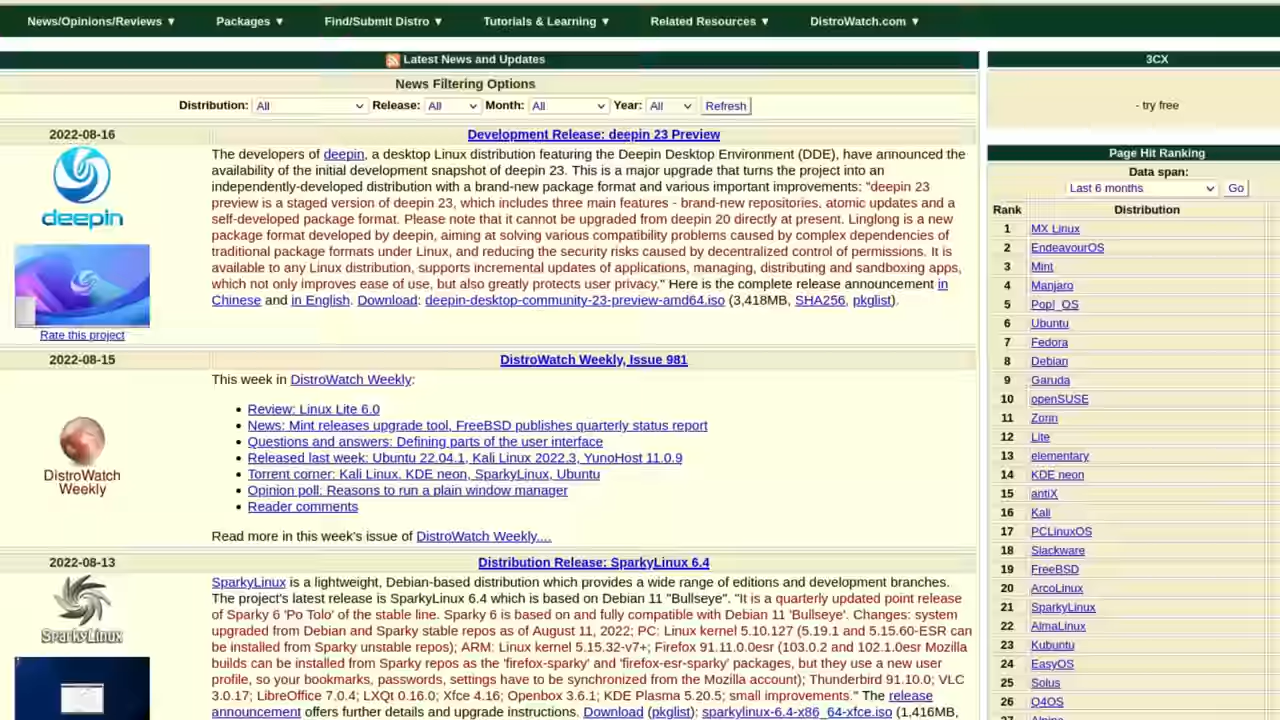 News/Opinions/Reviews ▼ Packages ▼ Find/Submit Distro ▼ Tutorials & Learning ▼ Related Resources ▼ DistroWatch.com ▼
Latest News and Updates
News Filtering Options
Distribution: All Release: All Month: All Year: All Refresh
2022-08-16
deepin
Rate this project
Development Release: deepin 23 Preview
The developers of deepin, a desktop Linux distribution featuring the Deepin Desktop Environment (DDE), have announced the
availability of the initial development snapshot of deepin 23. This is a major upgrade that turns the project into an
independently-developed distribution with a brand-new package format and various important improvements: "deepin 23
preview is a staged version of deepin 23, which includes three main features - brand-new repositories, atomic updates and a
self-developed package format. Please note that it cannot be upgraded from deepin 20 directly at present. Linglong is a new
package format developed by deepin, aiming at solving various compatibility problems caused by complex dependencies of
traditional package formats under Linux, and reducing the security risks caused by decentralized control of permissions. It is
available to any Linux distribution, supports incremental updates of applications, managing, distributing and sandboxing apps,
which not only improves ease of use, but also greatly protects user privacy." Here is the complete release announcement in
Chinese and in English. Download: deepin-desktop-community-23-preview-amd64.iso (3,418MB, SHA256, pkglist).
2022-08-15
DistroWatch
Weekly
DistroWatch Weekly, Issue 981
This week in DistroWatch Weekly:
• Review: Linux Lite 6.0
• News: Mint releases upgrade tool, FreeBSD publishes quarterly status report
• Questions and answers: Defining parts of the user interface
• Released last week: Ubuntu 22.04.1, Kali Linux 2022.3, YunoHost 11.0.9
• Torrent corner: Kali Linux, KDE neon, SparkyLinux, Ubuntu
• Opinion poll: Reasons to run a plain window manager
• Reader comments
Read more in this week's issue of DistroWatch Weekly....
2022-08-13
SparkyLinux
Distribution Release: SparkyLinux 6.4
SparkyLinux is a lightweight, Debian-based distribution which provides a wide range of editions and development branches.
The project's latest release is SparkyLinux 6.4 which is based on Debian 11 "Bullseye". "It is a quarterly updated point release
of Sparky 6 'Po Tolo' of the stable line. Sparky 6 is based on and fully compatible with Debian 11 'Bullseye'. Changes: system
upgraded from Debian and Sparky stable repos as of August 11, 2022; PC: Linux kernel 5.10.127 (5.19.1 and 5.15.60-ESR can
be installed from Sparky unstable repos); ARM: Linux kernel 5.15.32-v7+; Firefox 91.11.0.0esr (103.0.2 and 102.1.0esr Mozilla
builds can be installed from Sparky repos as the 'firefox-sparky' and 'firefox-esr-sparky' packages, but they use a new user
profile, so your bookmarks, passwords, settings have to be synchronized from the Mozilla account); Thunderbird 91.10.0; VLC
3.0.17; LibreOffice 7.0.4; LXQt 0.16.0; Xfce 4.16; Openbox 3.6.1; KDE Plasma 5.20.5; small improvements." The release
announcement offers further details and upgrade instructions. Download (pkglist): sparkylinux-6.4-x86_64-xfce.iso (1,416MB,
3CX
- try free
Page Hit Ranking
Data span:
Last 6 months Go
Rank Distribution
1 MX Linux
2 EndeavourOS
3 Mint
4 Manjaro
5 Pop!_OS
6 Ubuntu
7 Fedora
8 Debian
9 Garuda
10 openSUSE
11 Zorin
12 Lite
13 elementary
14 KDE neon
15 antiX
16 Kali
17 PCLinuxOS
18 Slackware
19 FreeBSD
20 ArcoLinux
21 SparkyLinux
22 AlmaLinux
23 Kubuntu
24 EasyOS
25 Solus
26 Q4OS
27 Alpine